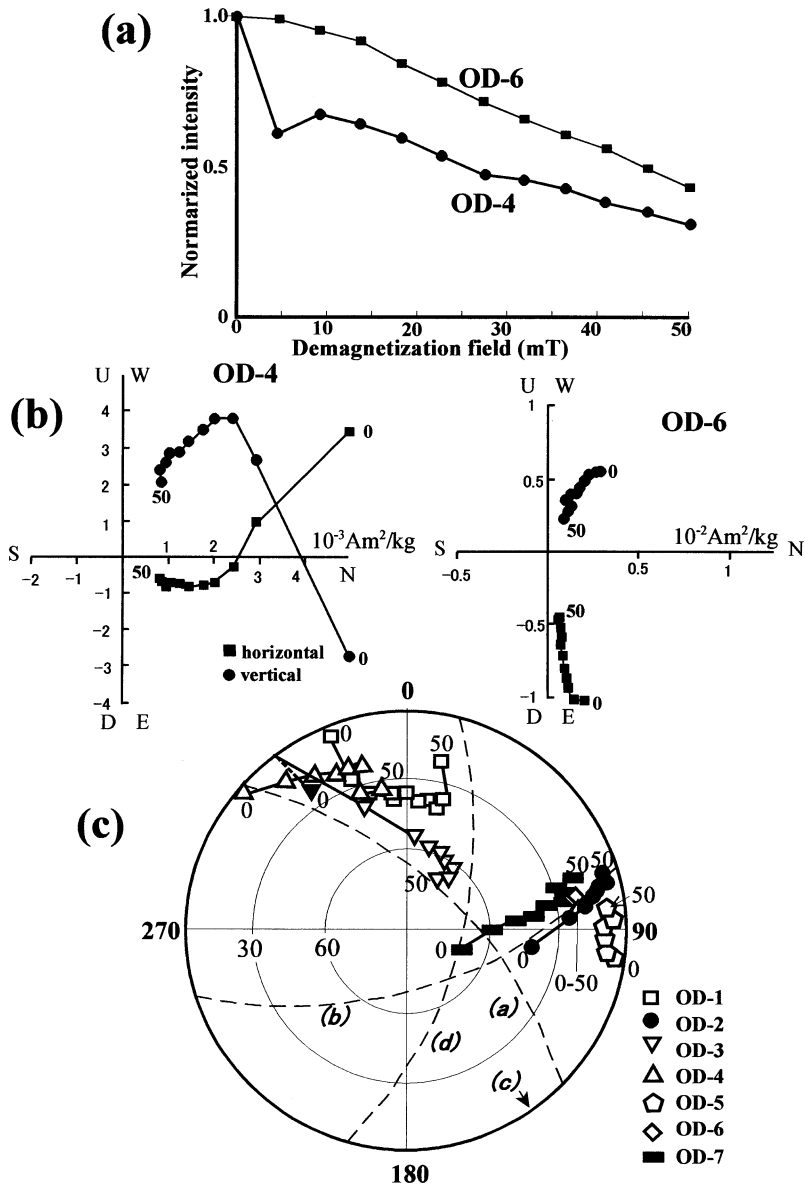 (a)
Normarized intensity
1.0
0.5
0
OD-6
OD-4
0 10 20 30 40 50
Demagnetization field (mT)
(b)
U W
OD-4
4
3
2
1
0
50
S
-2 -1
1 2 3 4
10⁻³Am²/kg
N
50
-1
-2
-3
-4
0
■ horizontal
● vertical
D E
U W
1
OD-6
0.5
0
50
10⁻²Am²/kg
S
-0.5
0
0.5 1
N
50
-0.5
-1
0
D E
(c)
0
0
50
50
0
0
50
50 50
50
270
30 60
0
0
90
0-50
0
(a)
(b)
(d)
(c)
180
OD-1
OD-2
OD-3
OD-4
OD-5
OD-6
OD-7